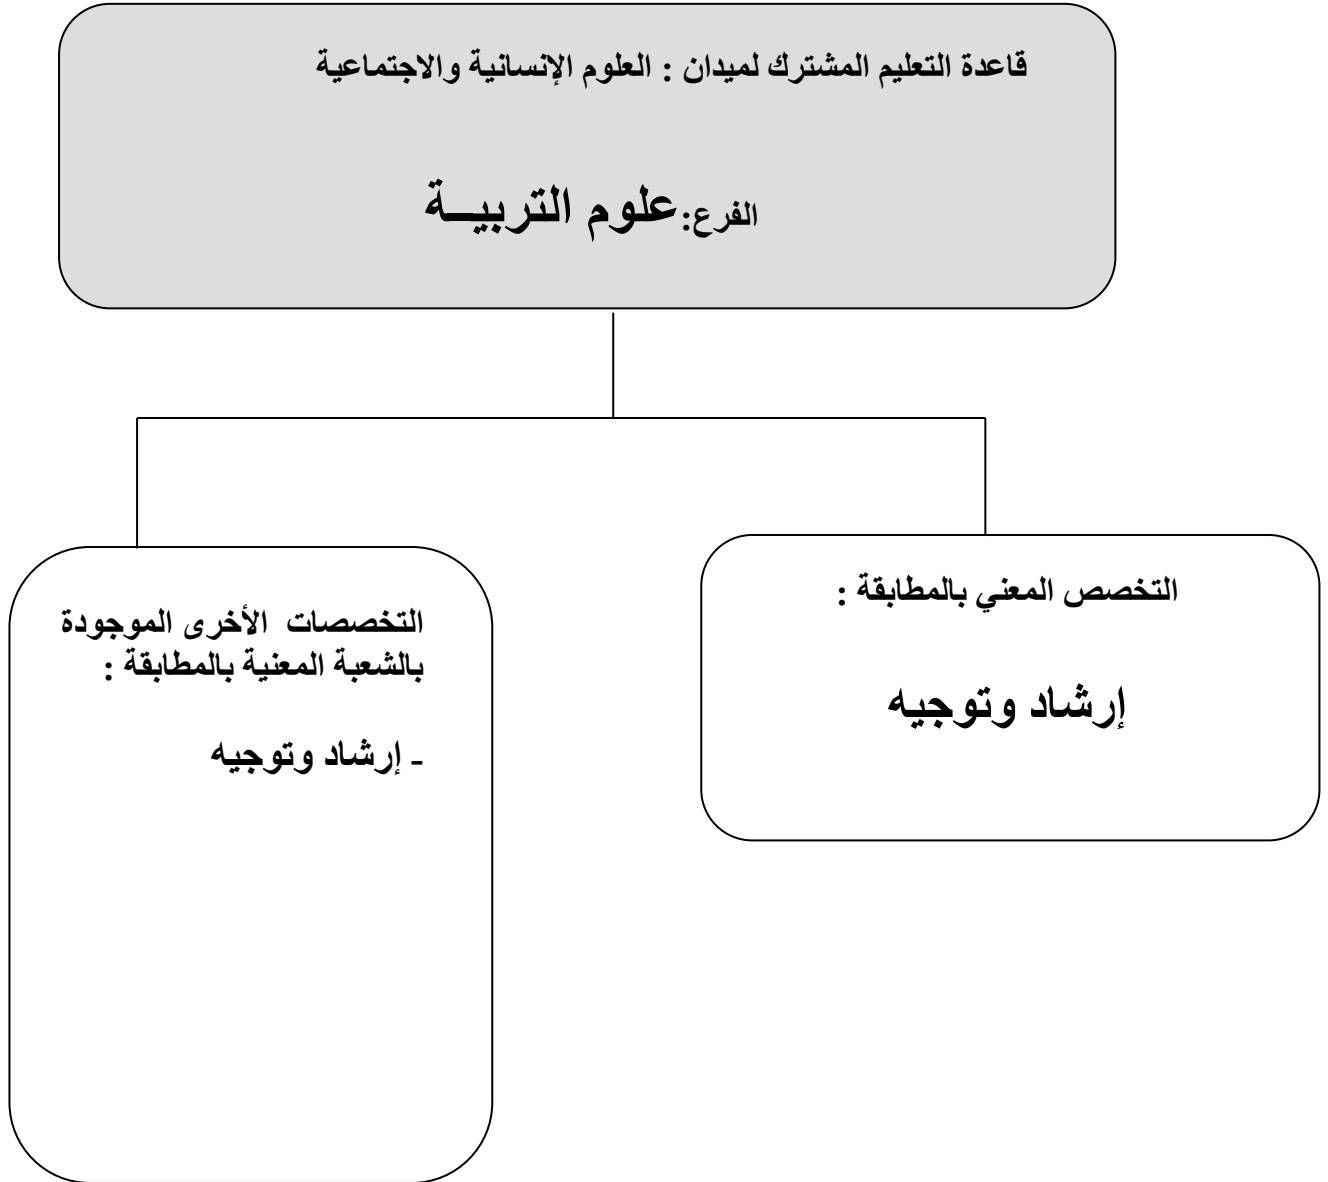 قاعدة التعليم المشترك لميدان : العلوم الإنسانية والاجتماعية
الفرع:علوم التربيــة
التخصص المعني بالمطابقة :
إرشاد وتوجيه
التخصصات الأخرى الموجودة
بالشعبة المعنية بالمطابقة :
- إرشاد وتوجيه